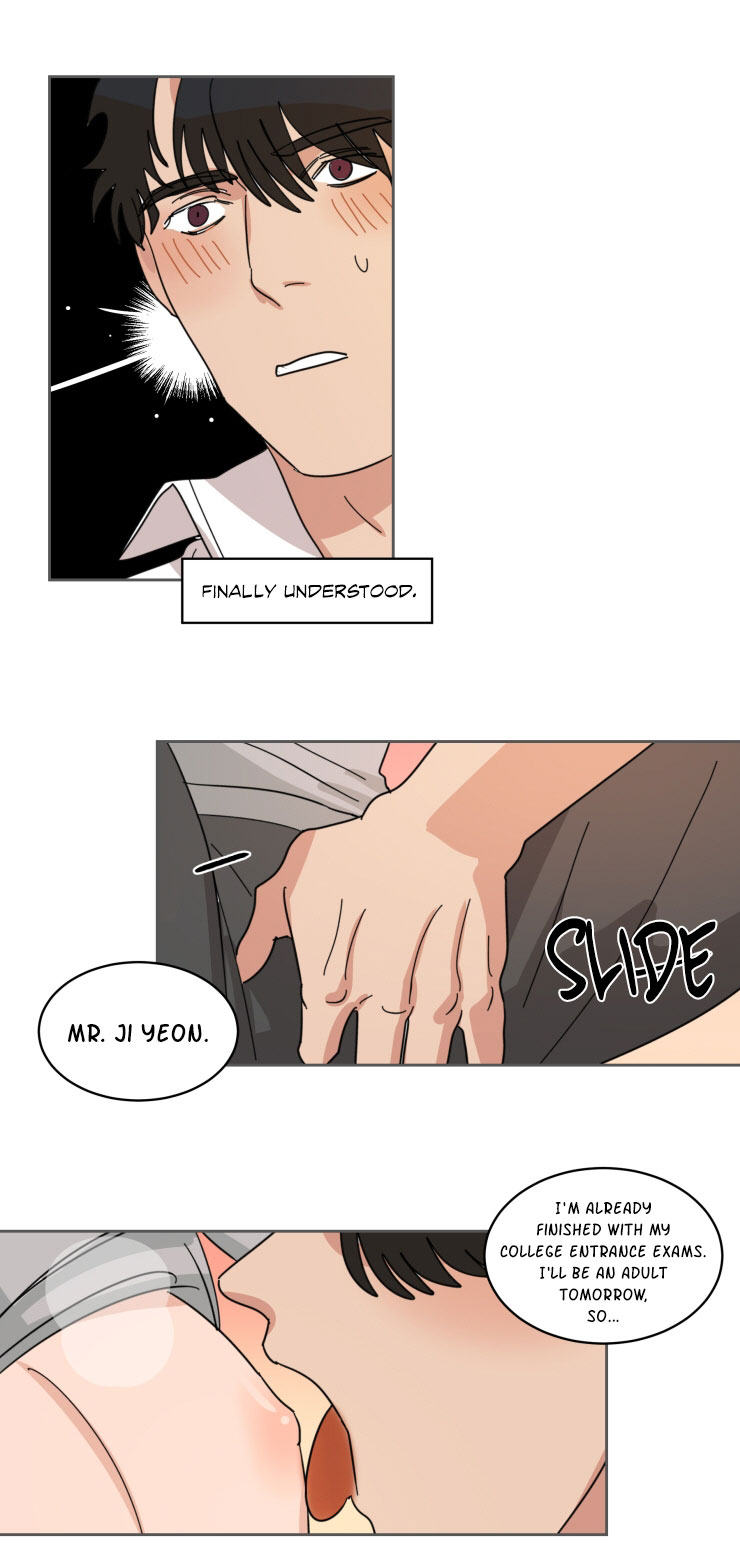 FINALLY UNDERSTOOD.
SLIDE
MR. JI YEON.
I'M ALREADY
FINISHED WITH MY
COLLEGE ENTRANCE EXAMS.
I'LL BE AN ADULT
TOMORROW,
SO...